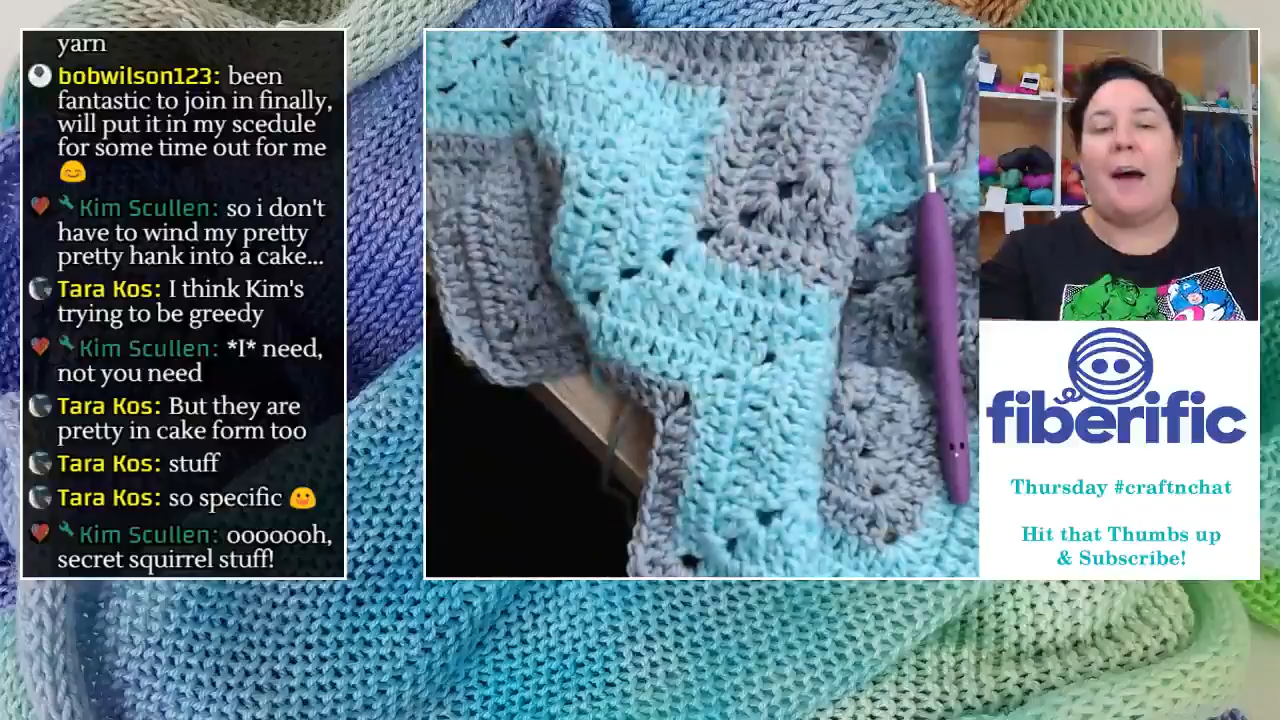 yarn
bobwilson123: been
fantastic to join in finally,
will put it in my scedule
for some time out for me
😊
Kim Scullen: so i don't
have to wind my pretty
pretty hank into a cake...
Tara Kos: I think Kim's
trying to be greedy
Kim Scullen: *I* need,
not you need
Tara Kos: But they are
pretty in cake form too
Tara Kos: stuff
Tara Kos: so specific 😛
Kim Scullen: ooooooh,
secret squirrel stuff!
fiberific
Thursday #craftnchat
Hit that Thumbs up
& Subscribe!